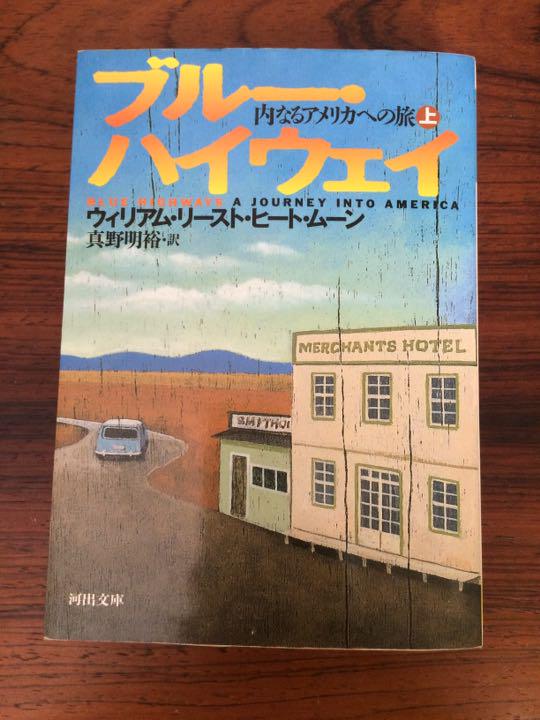 ブルー・
内なるアメリカへの旅 上
ハイウェイ
BLUE HIGHWAYS A JOURNEY INTO AMERICA
ウィリアム・リースト・ヒート・ムーン
真野明裕・訳
MERCHANTS HOTEL
河出文庫